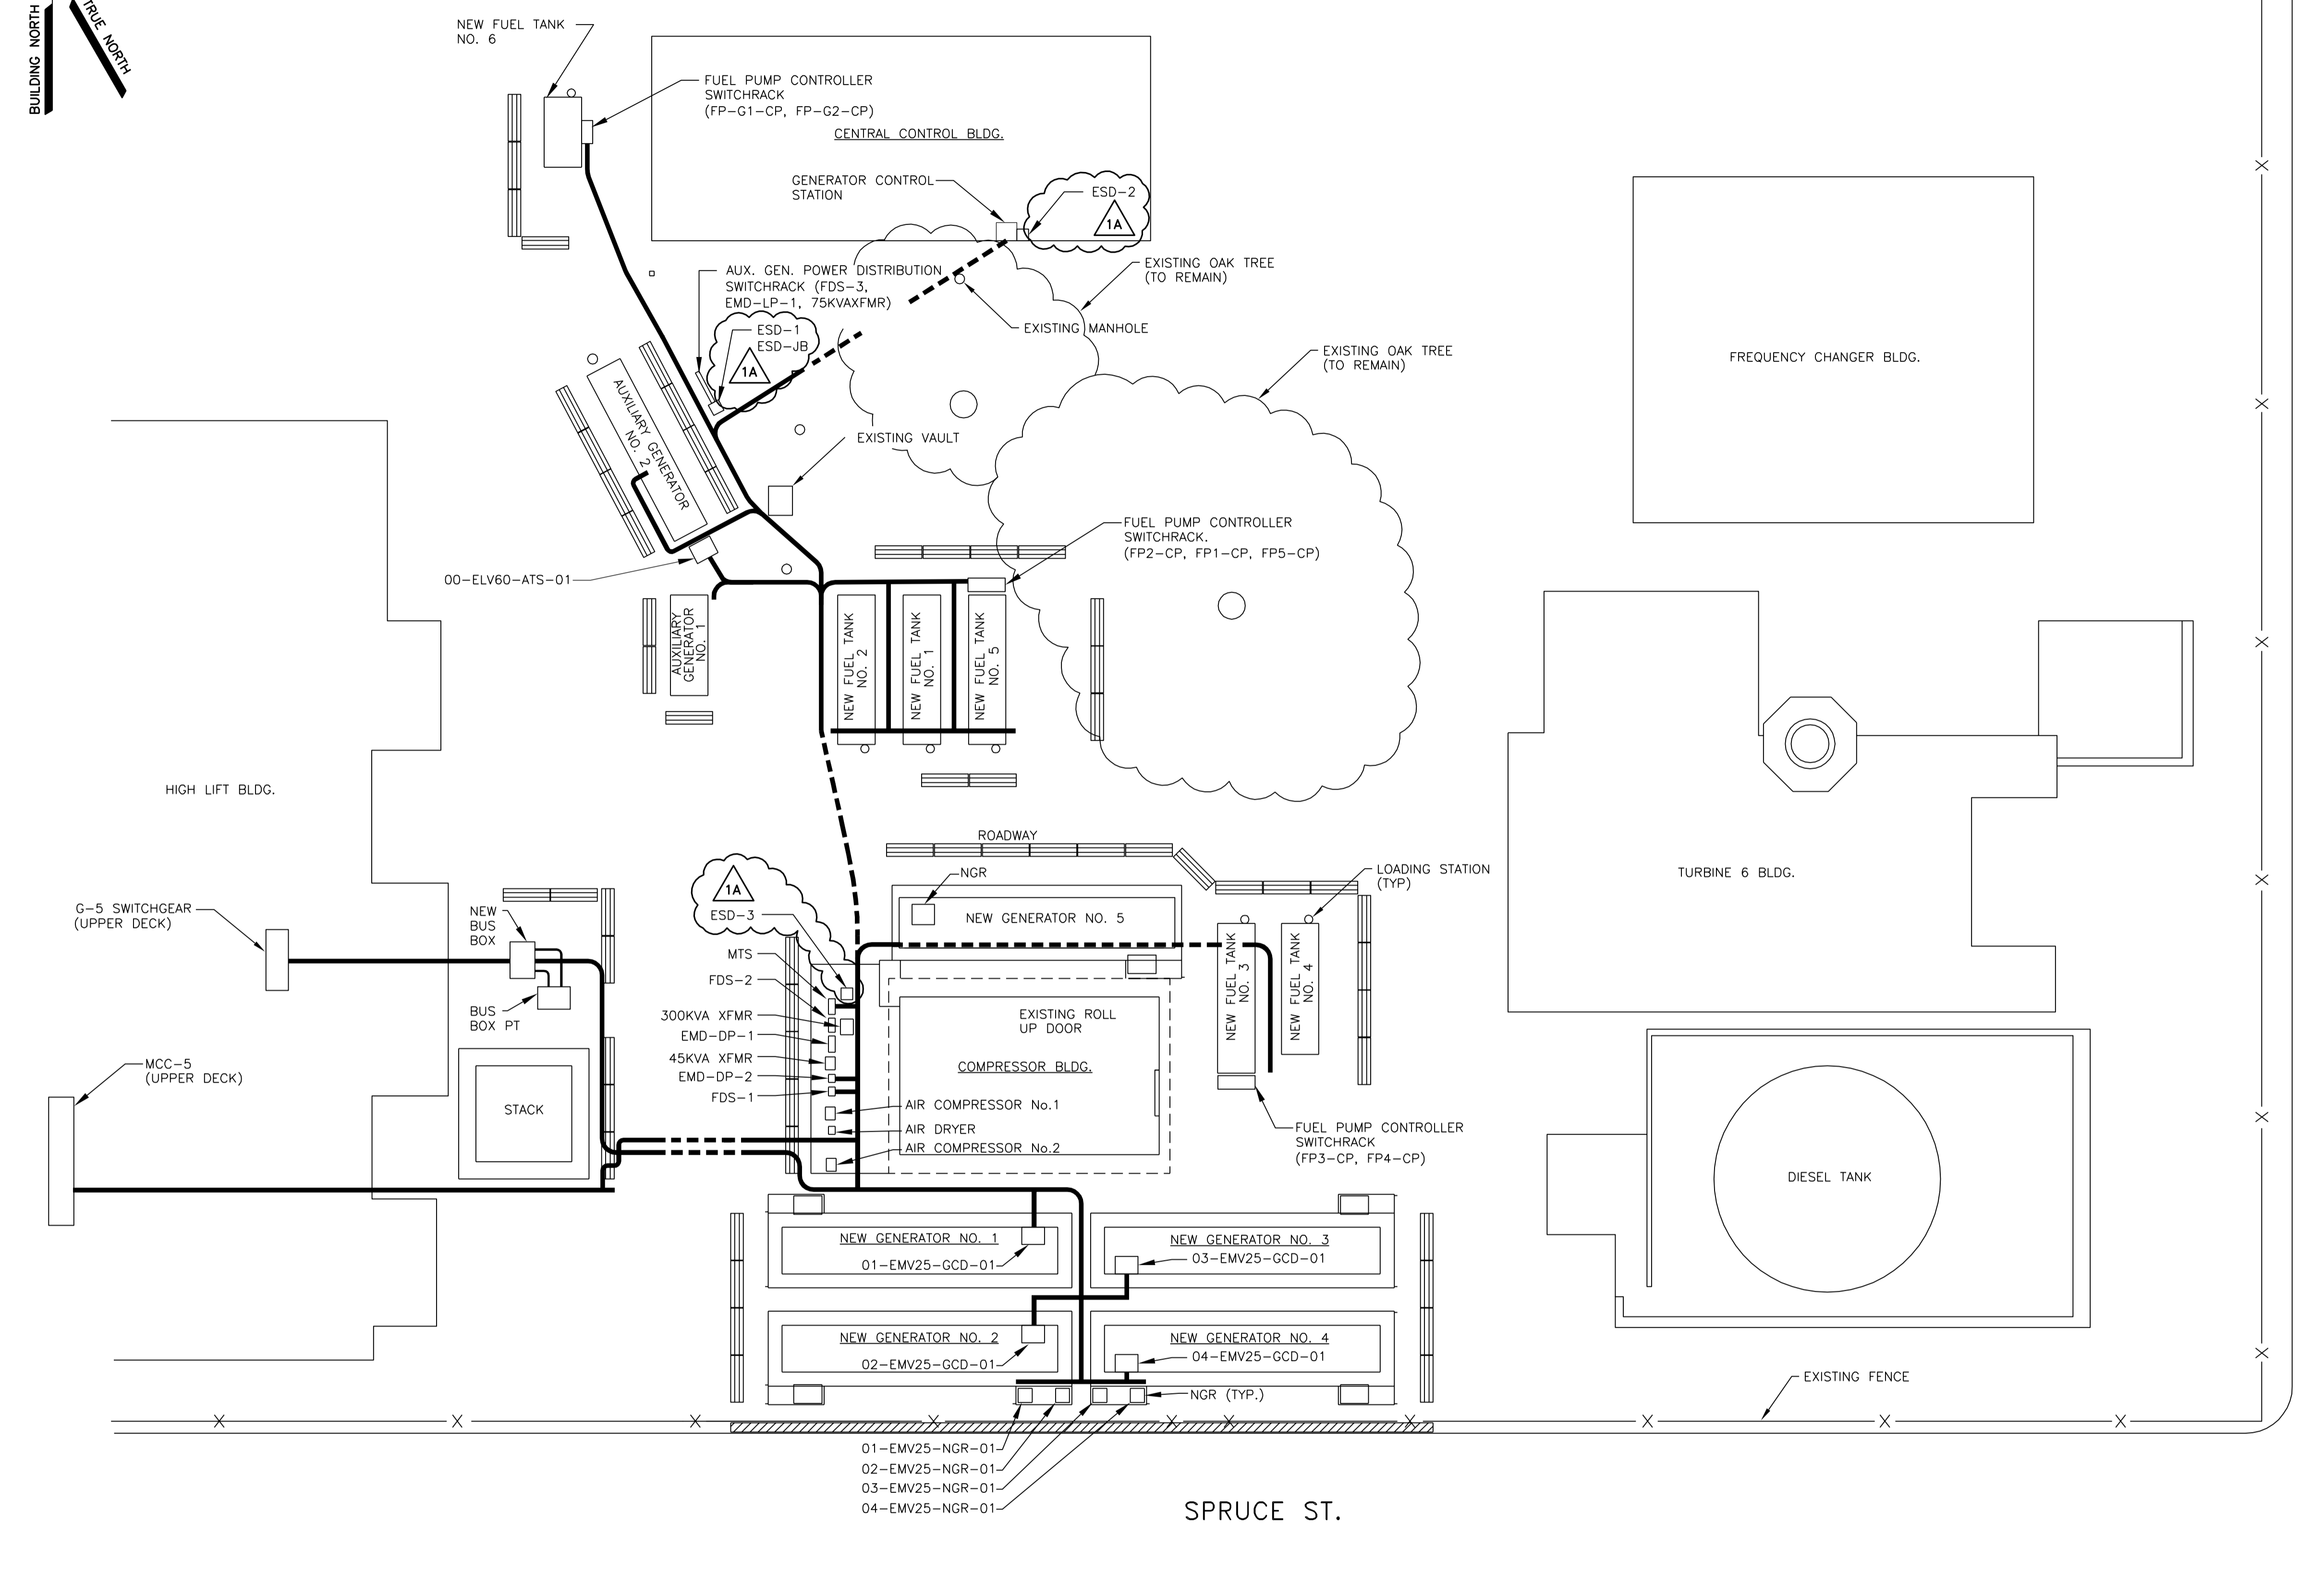 BUILDING NORTH
TRUE NORTH
NEW FUEL TANK
NO. 6
FUEL PUMP CONTROLLER
SWITCHRACK
(FP-G1-CP, FP-G2-CP)
CENTRAL CONTROL BLDG.
GENERATOR CONTROL
STATION
ESD-2
1A
EXISTING OAK TREE
(TO REMAIN)
AUX. GEN. POWER DISTRIBUTION
SWITCHRACK (FDS-3,
EMD-LP-1, 75KVAXFMR)
EXISTING MANHOLE
ESD-1
ESD-JB
1A
EXISTING OAK TREE
(TO REMAIN)
FREQUENCY CHANGER BLDG.
AUXILIARY GENERATOR
NO. 2
EXISTING VAULT
FUEL PUMP CONTROLLER
SWITCHRACK.
(FP2-CP, FP1-CP, FP5-CP)
00-ELV60-ATS-01
AUXILIARY
GENERATOR
NO. 1
NEW FUEL TANK
NO. 2
NEW FUEL TANK
NO. 1
NEW FUEL TANK
NO. 5
HIGH LIFT BLDG.
ROADWAY
NGR
LOADING STATION
(TYP)
TURBINE 6 BLDG.
1A
ESD-3
G-5 SWITCHGEAR
(UPPER DECK)
NEW
BUS
BOX
NEW GENERATOR NO. 5
NEW FUEL TANK
NO. 3
NEW FUEL TANK
NO. 4
MTS
FDS-2
BUS
BOX PT
300KVA XFMR
EMD-DP-1
45KVA XFMR
EMD-DP-2
FDS-1
EXISTING ROLL
UP DOOR
COMPRESSOR BLDG.
MCC-5
(UPPER DECK)
STACK
AIR COMPRESSOR No.1
AIR DRYER
AIR COMPRESSOR No.2
FUEL PUMP CONTROLLER
SWITCHRACK
(FP3-CP, FP4-CP)
DIESEL TANK
NEW GENERATOR NO. 1
01-EMV25-GCD-01
NEW GENERATOR NO. 3
03-EMV25-GCD-01
NEW GENERATOR NO. 2
02-EMV25-GCD-01
NEW GENERATOR NO. 4
04-EMV25-GCD-01
NGR (TYP.)
EXISTING FENCE
01-EMV25-NGR-01
02-EMV25-NGR-01
03-EMV25-NGR-01
04-EMV25-NGR-01
SPRUCE ST.